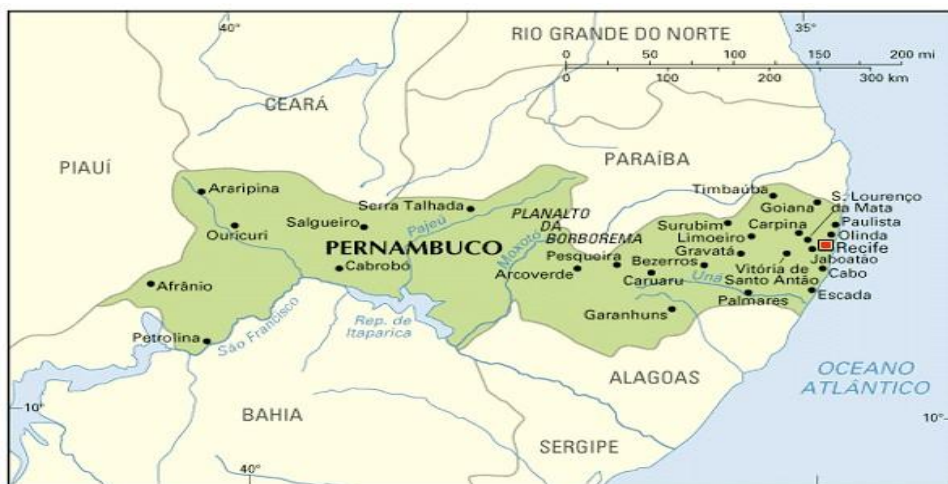 40°
35°
RIO GRANDE DO NORTE
0 50 100 150 200 mi
0 100 200 300 km
CEARÁ
PIAUÍ
PARAÍBA
Araripina
Timbaúba
S. Lourenço
da Mata
Goiana
Serra Talhada
Pajeú
PLANALTO
DA
BORBOREMA
Moxotó
Ouricuri
Salgueiro
Surubim
Carpina
Paulista
Limoeiro
Olinda
PERNAMBUCO
Gravatá
Recife
Pesqueira
Bezerros
Jaboatão
Cabrobó
Arcoverde
Caruaru
Una
Vitória de
Santo Antão
Cabo
Afrânio
Palmares
Escada
São Francisco
Rep. de
Itaparica
Garanhuns
Petrolina
ALAGOAS
OCEANO
ATLÂNTICO
10°
BAHIA
10°
SERGIPE
40°